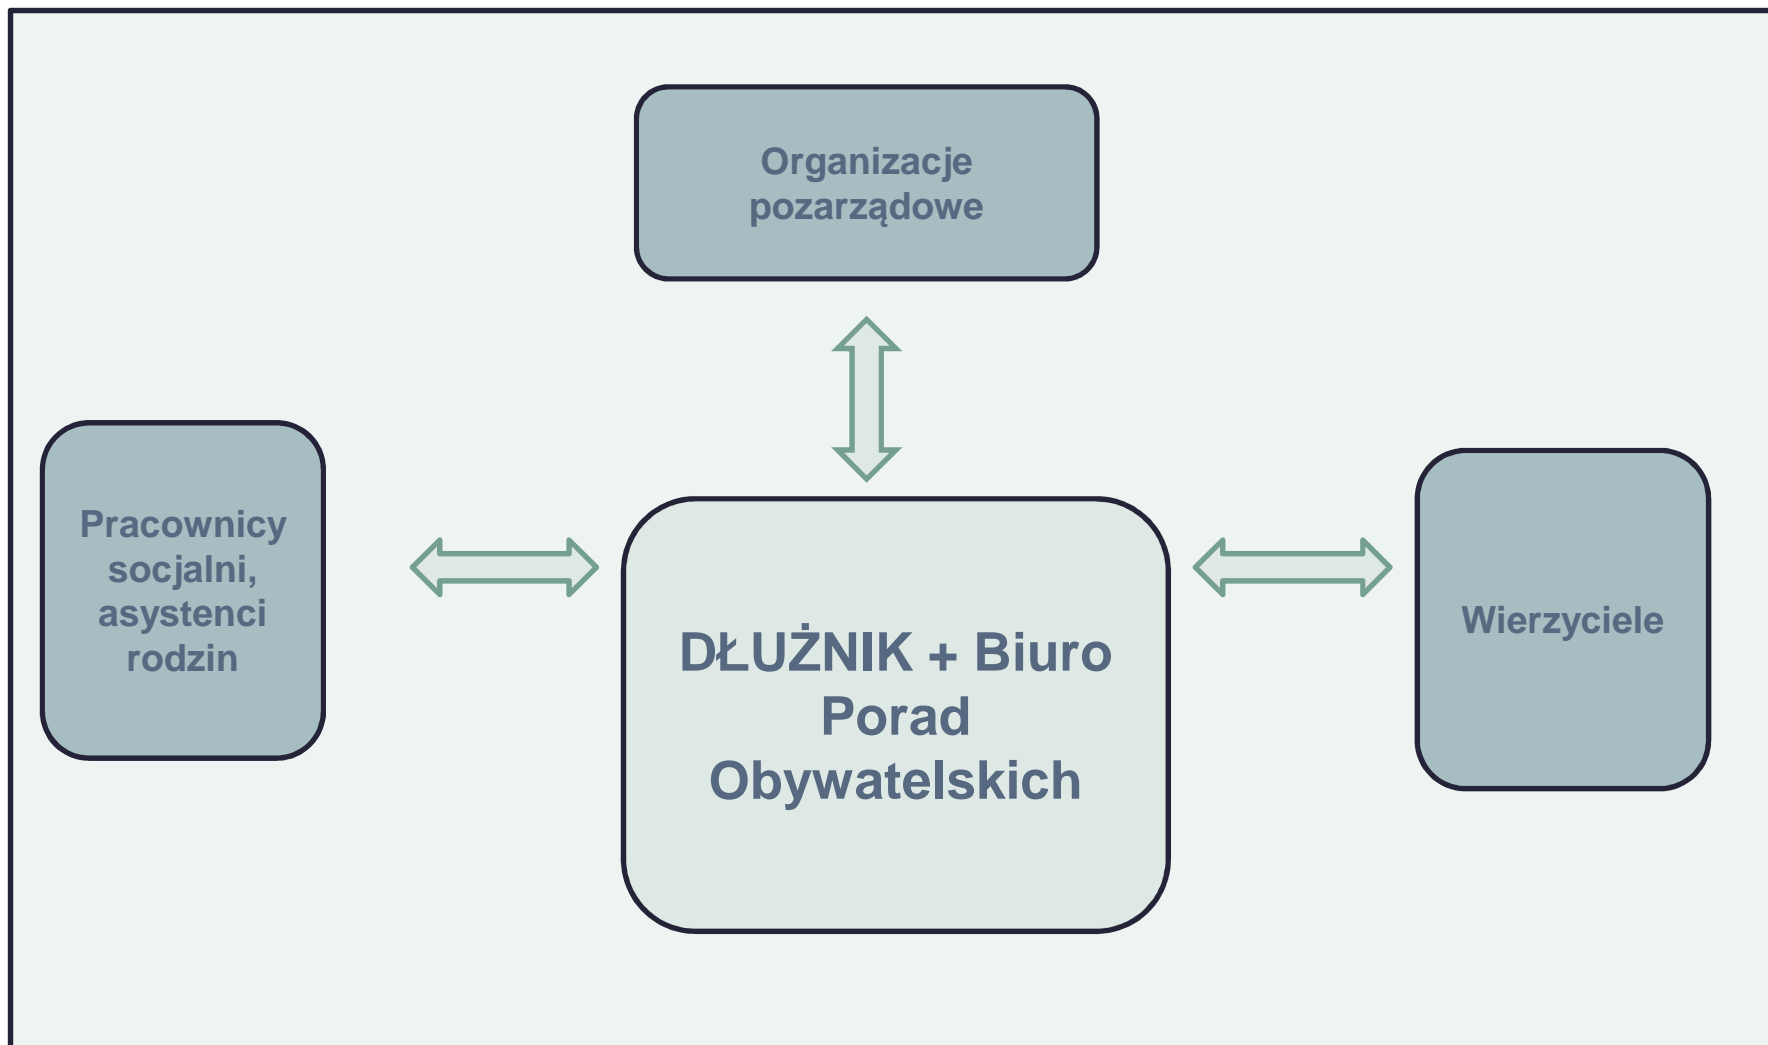 Organizacje
pozarządowe
Pracownicy
socjalni,
asystenci
rodzin
DŁUŻNIK + Biuro
Porad
Obywatelskich
Wierzyciele